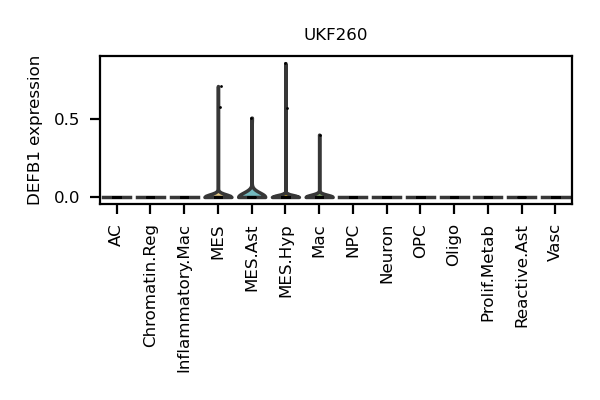 UKF260
DEFB1 expression
0.5
0.0
AC
Chromatin.Reg
Inflammatory.Mac
MES
MES.Ast
MES.Hyp
Mac
NPC
Neuron
OPC
Oligo
Prolif.Metab
Reactive.Ast
Vasc